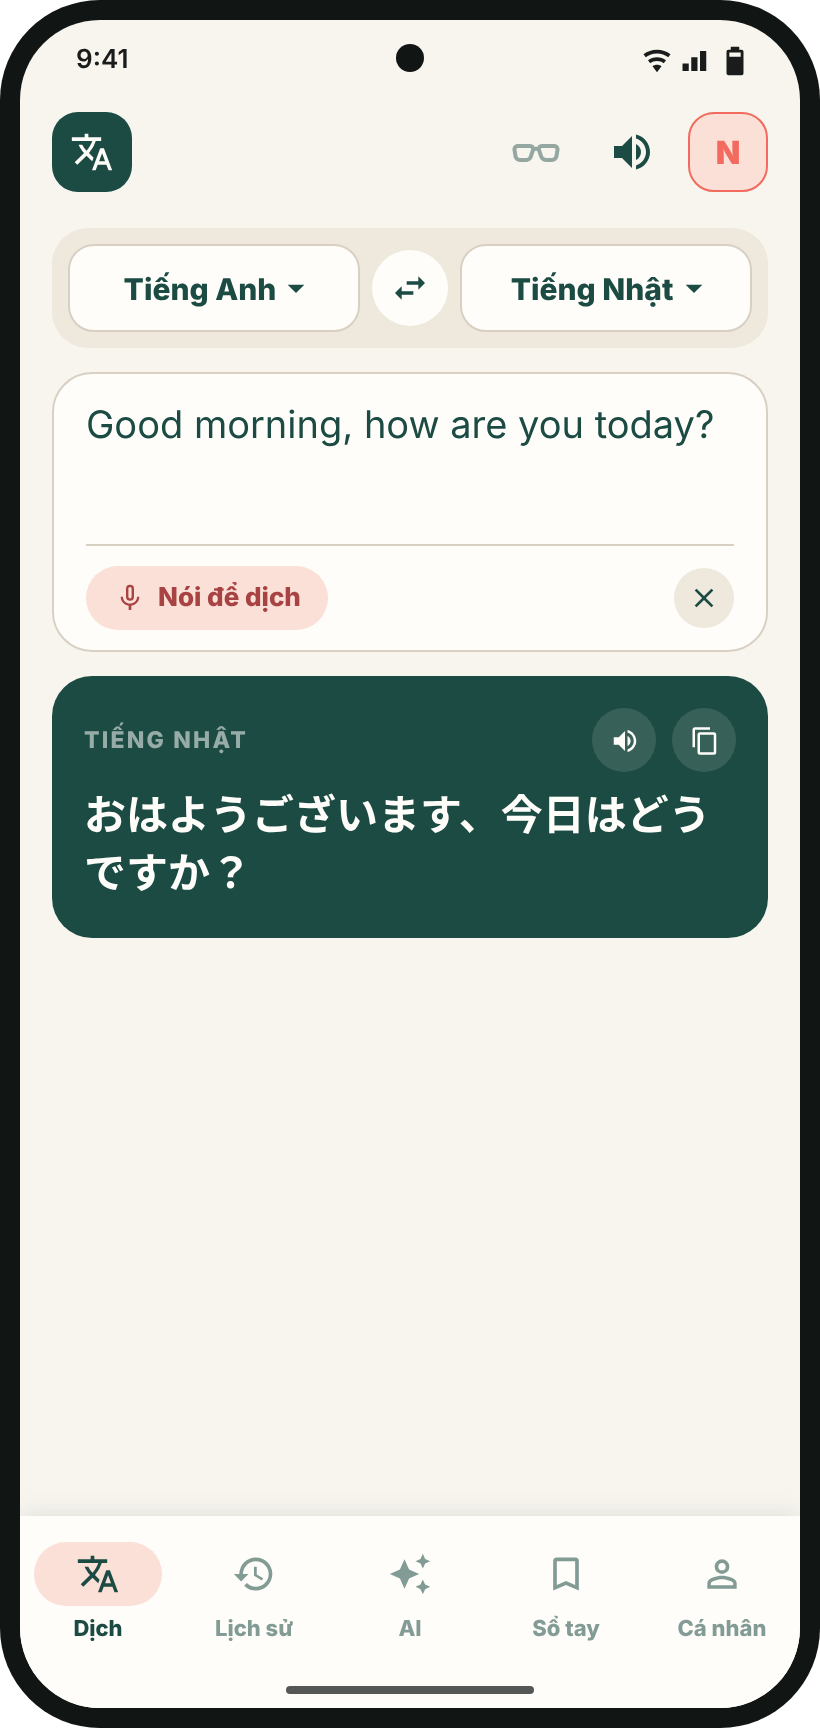 9:41
N
Tiếng Anh
Tiếng Nhật
Good morning, how are you today?
Nói để dịch
TIẾNG NHẬT
おはようございます、今日はどう
ですか？
Dịch
Lịch sử
AI
Sổ tay
Cá nhân